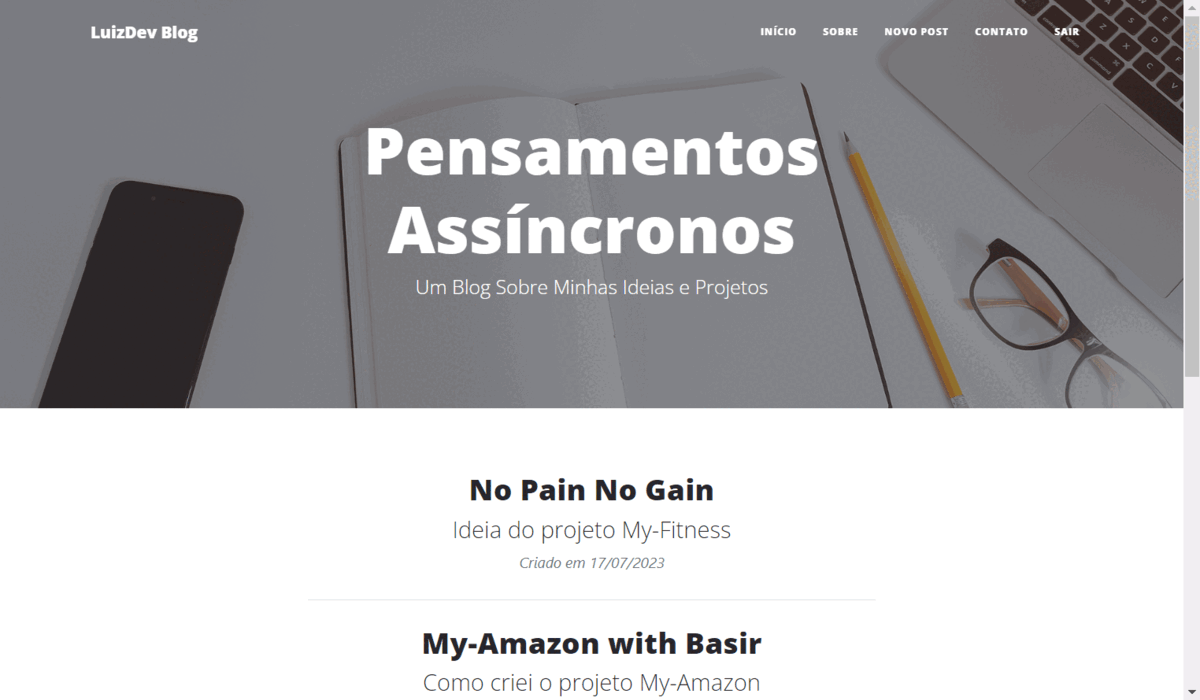 LuizDev Blog
INÍCIO SOBRE NOVO POST CONTATO SAIR
Pensamentos
Assíncronos
Um Blog Sobre Minhas Ideias e Projetos
No Pain No Gain
Ideia do projeto My-Fitness
Criado em 17/07/2023
My-Amazon with Basir
Como criei o projeto My-Amazon